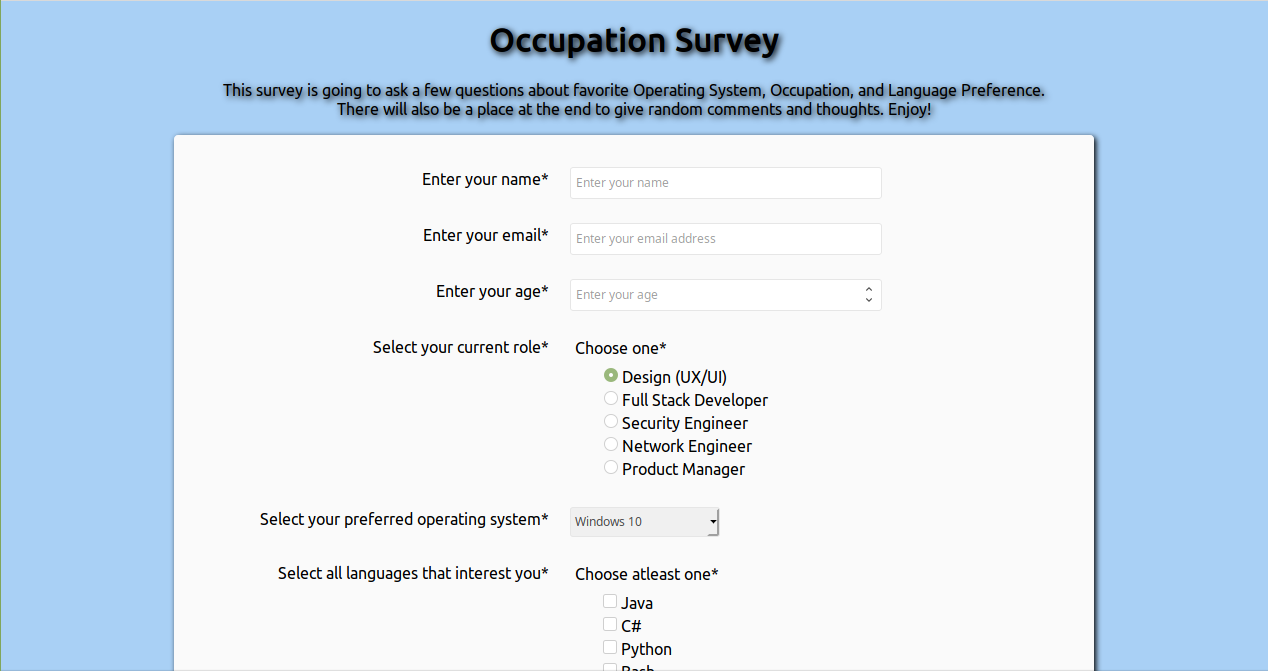 Occupation Survey
This survey is going to ask a few questions about favorite Operating System, Occupation, and Language Preference.
There will also be a place at the end to give random comments and thoughts. Enjoy!
Enter your name* Enter your name
Enter your email* Enter your email address
Enter your age* Enter your age
Select your current role* Choose one*
Design (UX/UI)
Full Stack Developer
Security Engineer
Network Engineer
Product Manager
Select your preferred operating system* Windows 10
Select all languages that interest you* Choose atleast one*
Java
C#
Python
Bash